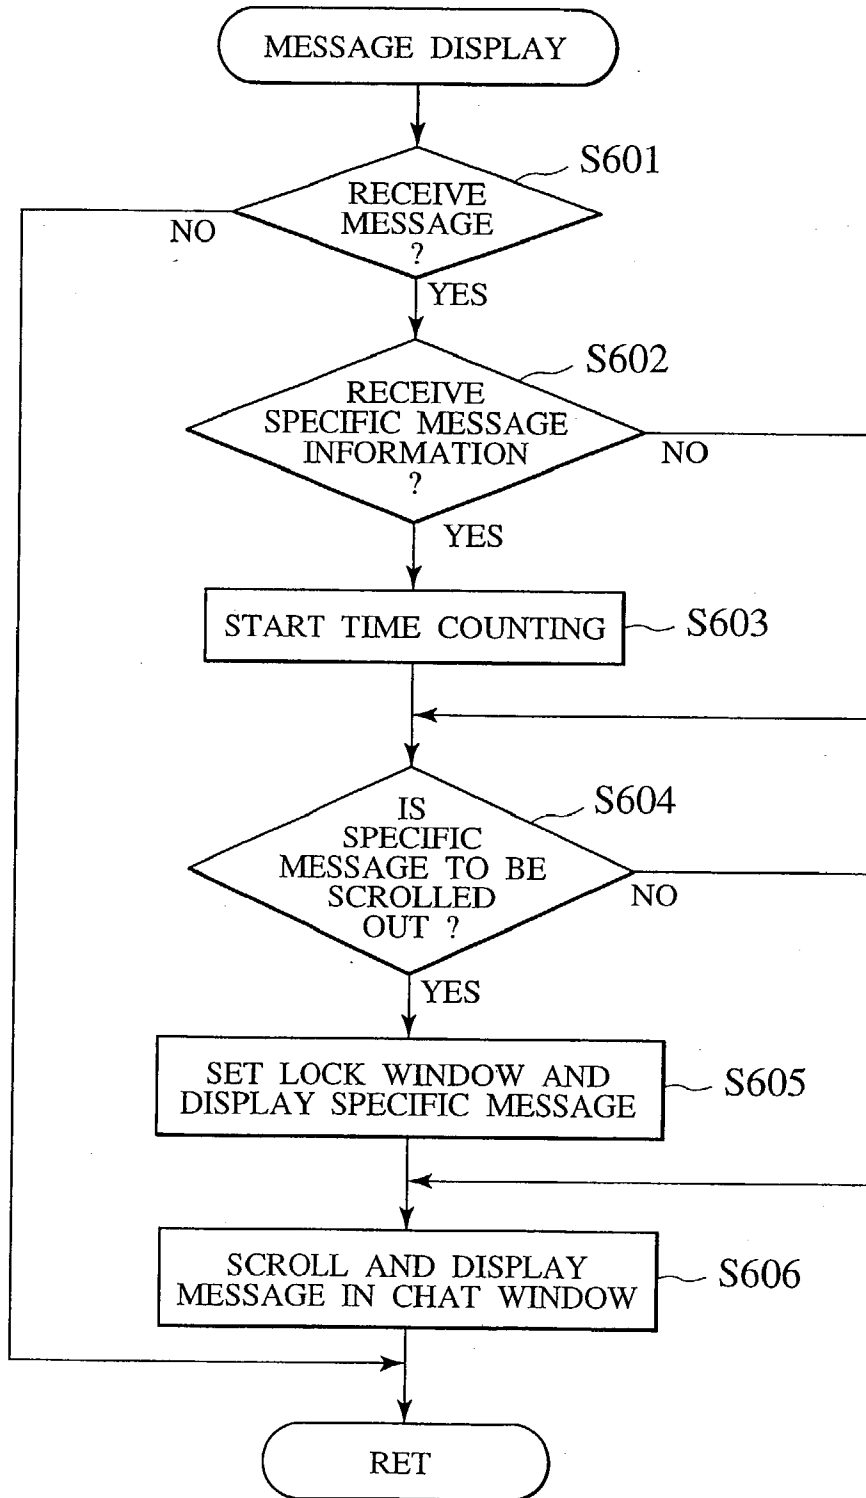 MESSAGE DISPLAY
S601
RECEIVE
MESSAGE
?
NO
YES
S602
RECEIVE
SPECIFIC MESSAGE
INFORMATION
?
NO
YES
START TIME COUNTING
S603
S604
IS
SPECIFIC
MESSAGE TO BE
SCROLLED
OUT ?
NO
YES
SET LOCK WINDOW AND
DISPLAY SPECIFIC MESSAGE
S605
SCROLL AND DISPLAY
MESSAGE IN CHAT WINDOW
S606
RET